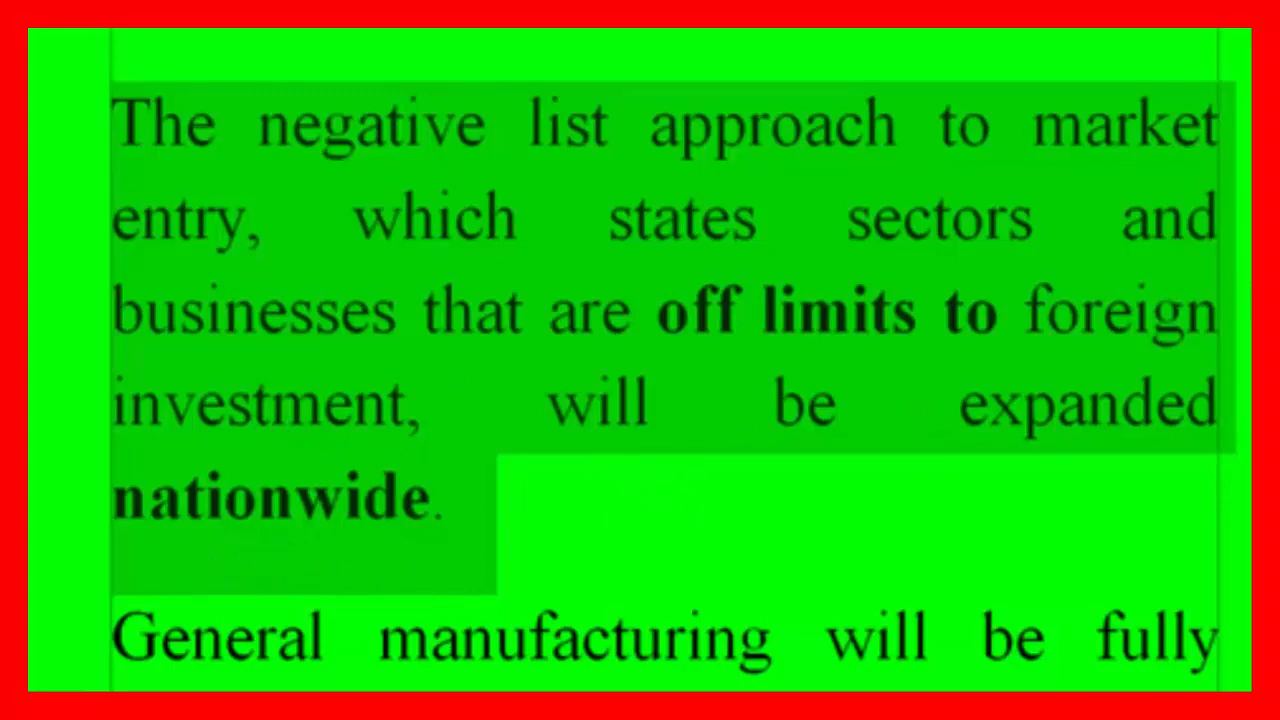 The negative list approach to market
entry, which states sectors and
businesses that are off limits to foreign
investment, will be expanded
nationwide.
General manufacturing will be fully